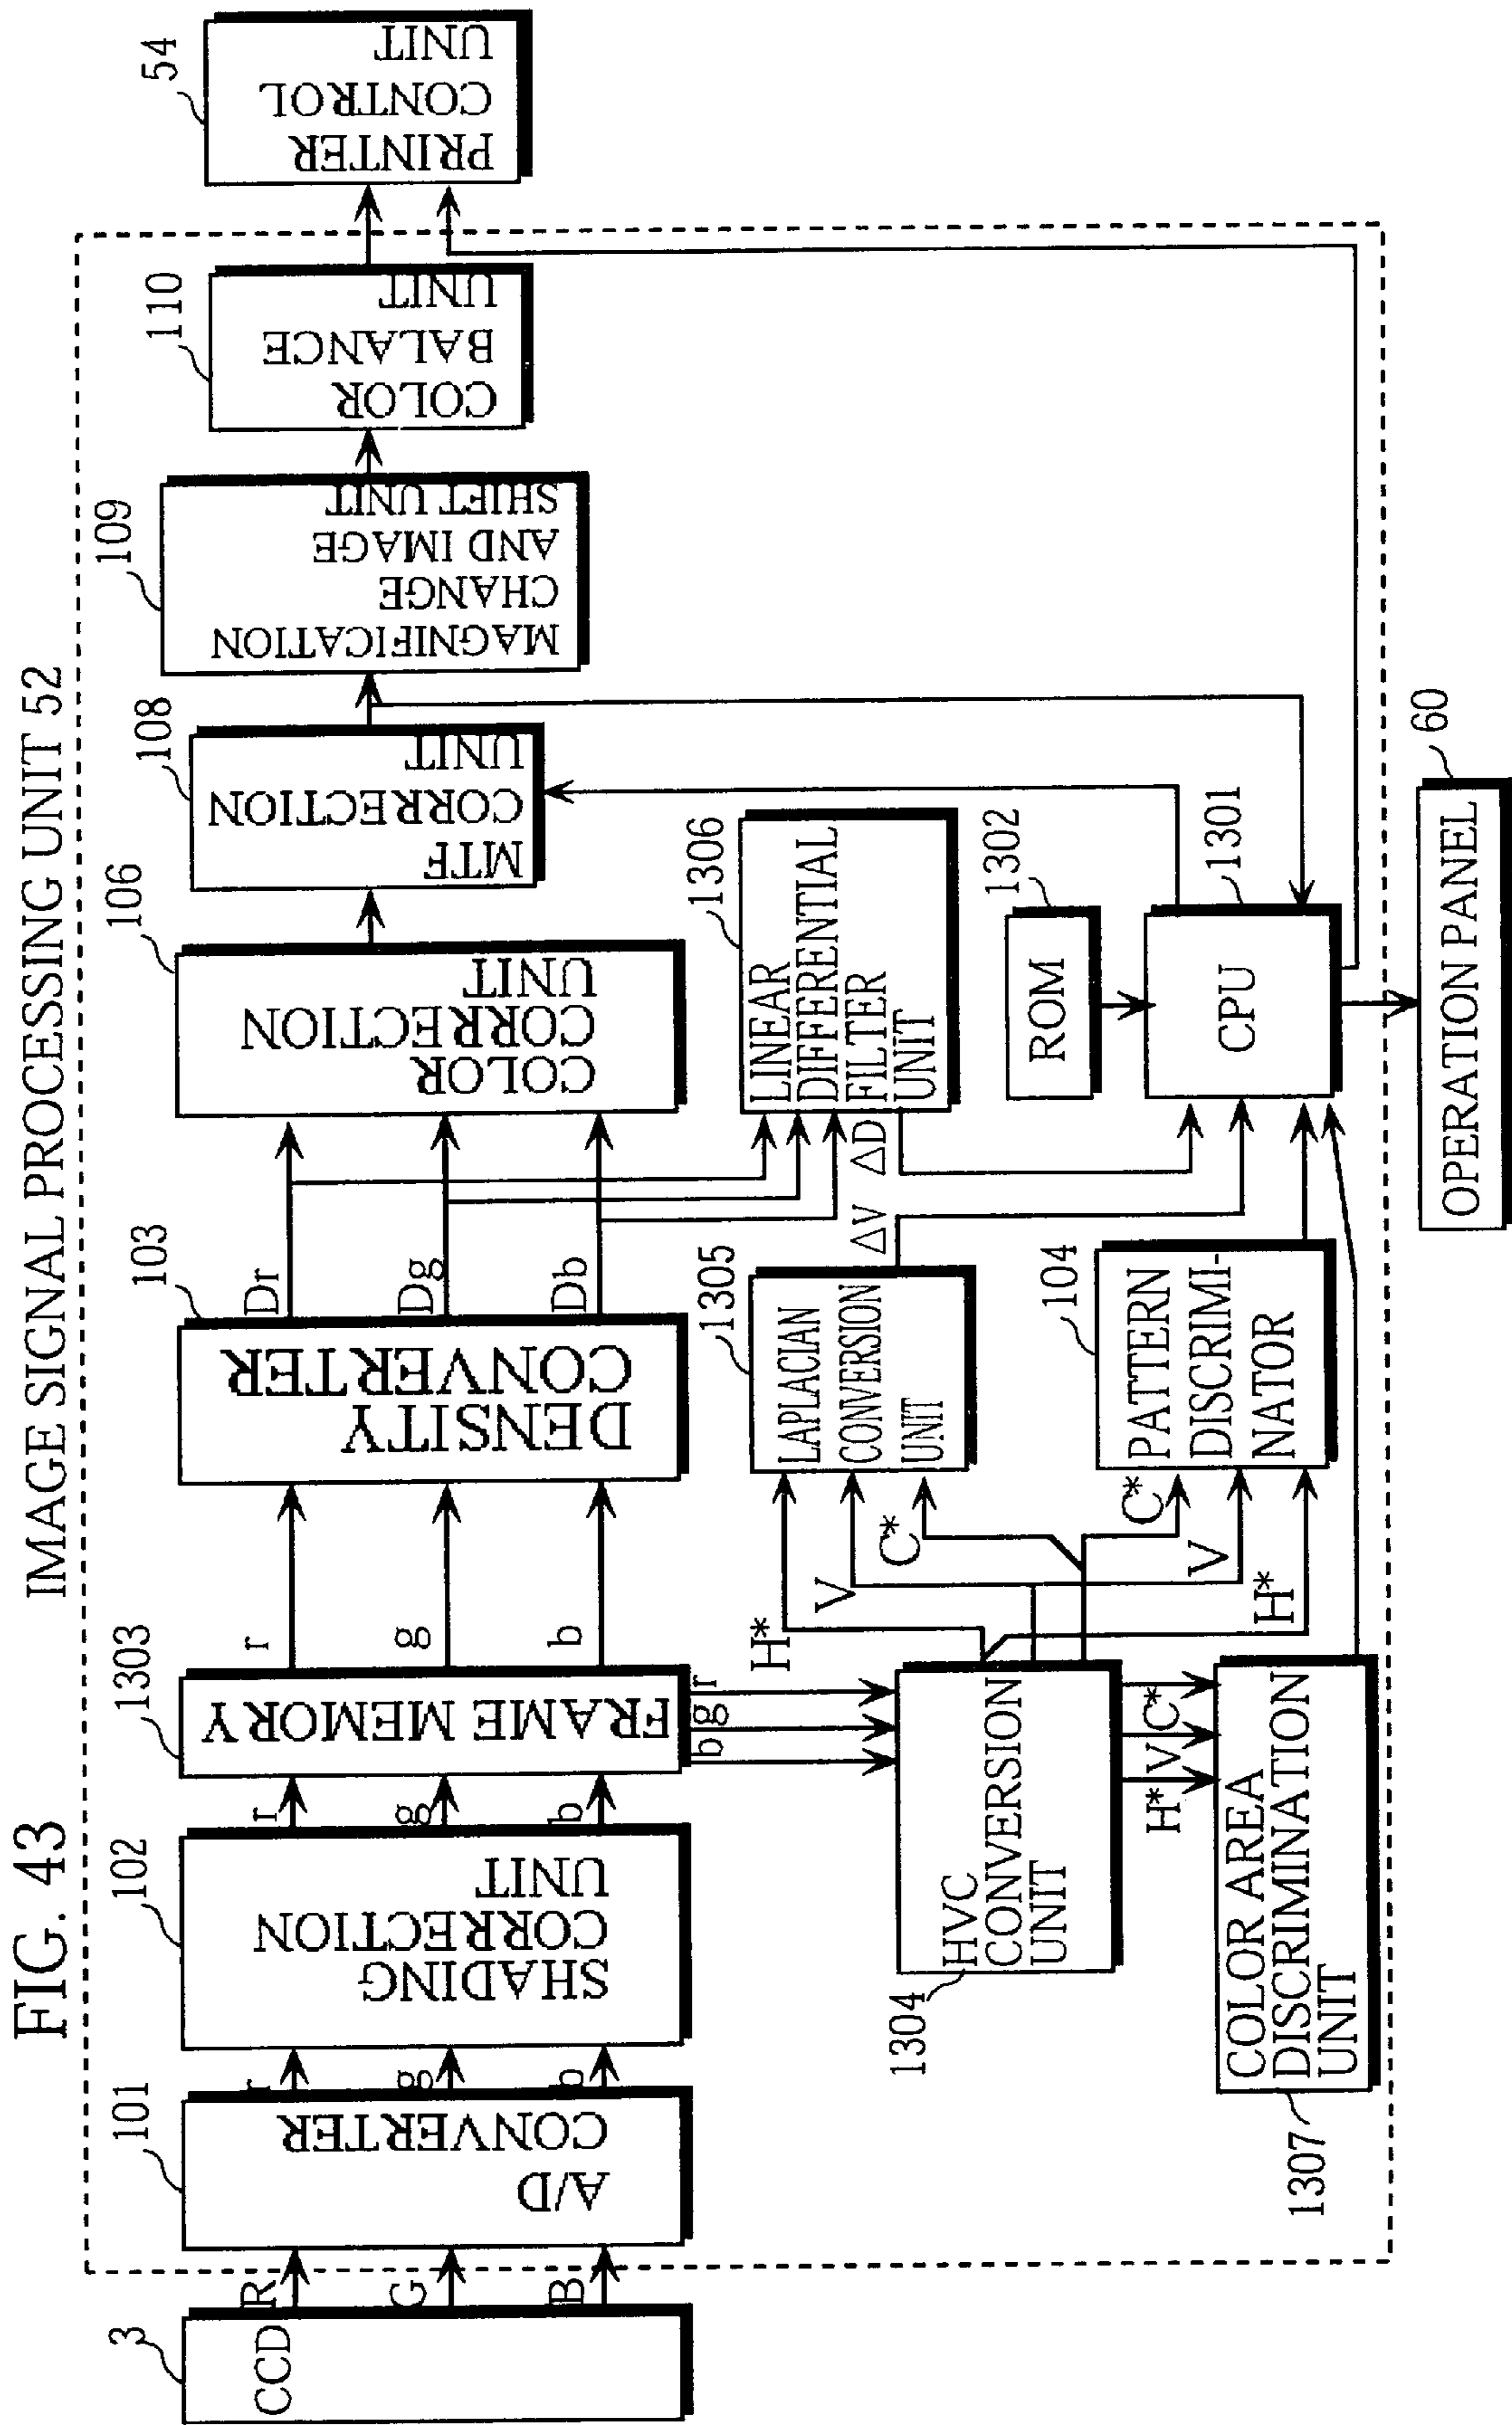 FIG. 43
IMAGE SIGNAL PROCESSING UNIT 52
3
CCD
R
G
B
101
A/D
CONVERTER
r
g
b
102
SHADING
CORRECTION
UNIT
r
g
b
1303
FRAME MEMORY
r
g
b
r
g
b
103
DENSITY
CONVERTER
Dr
Dg
Db
106
COLOR
CORRECTION
UNIT
108
MTF
CORRECTION
UNIT
109
MAGNIFICATION
CHANGE
AND IMAGE
SHIFT UNIT
110
COLOR
BALANCE
UNIT
54
PRINTER
CONTROL
UNIT
1304
HVC
CONVERSION
UNIT
H*
V
C*
H*
V
C*
1305
LAPLACIAN
CONVERSION
UNIT
△V
△D
1306
LINEAR
DIFFERENTIAL
FILTER
UNIT
C*
V
H*
104
PATTERN
DISCRIMI-
NATOR
1302
ROM
1301
CPU
1307
COLOR AREA
DISCRIMINATION
UNIT
60
OPERATION PANEL